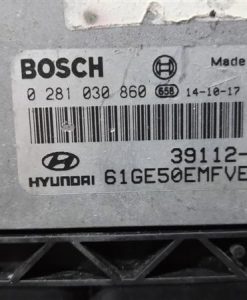 BOSCH Made
0 281 030 860 658 14-10-17
39112-
HYUNDAI 61GE50EMFVE